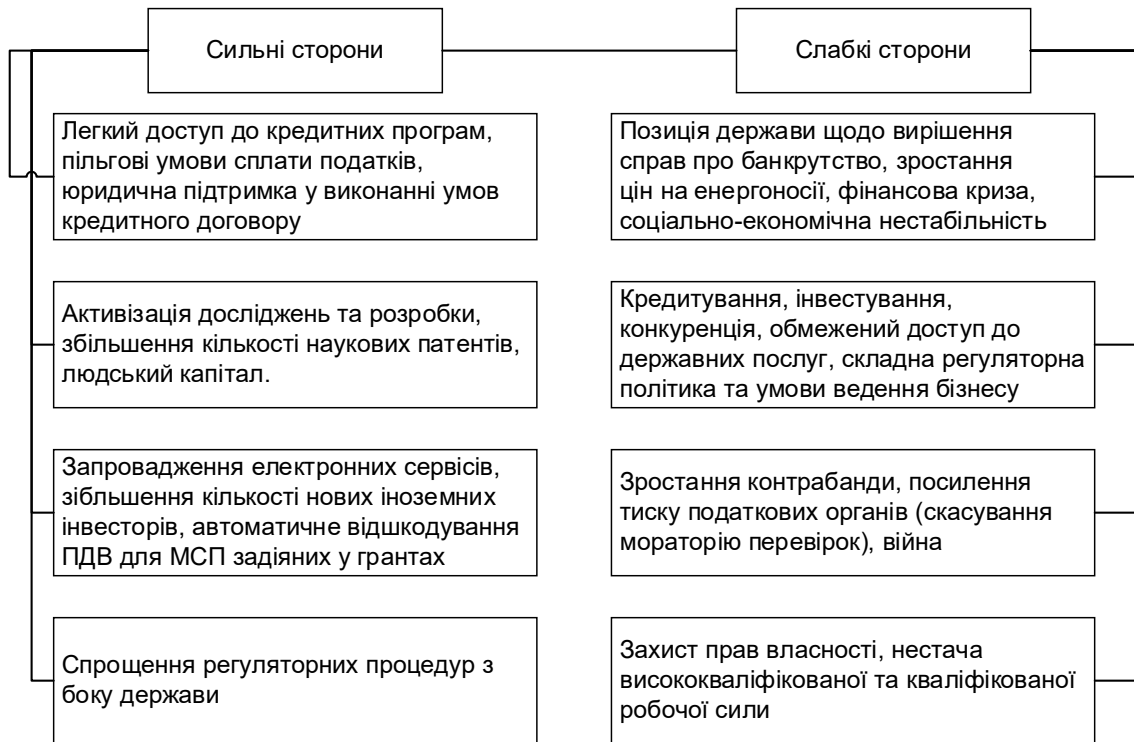 Сильні сторони
Слабкі сторони
Легкий доступ до кредитних програм,
пільгові умови сплати податків,
юридична підтримка у виконанні умов
кредитного договору
Позиція держави щодо вирішення
справ про банкрутство, зростання
цін на енергоносії, фінансова криза,
соціально-економічна нестабільність
Активізація досліджень та розробки,
збільшення кількості наукових патентів,
людський капітал.
Кредитування, інвестування,
конкуренція, обмежений доступ до
державних послуг, складна регуляторна
політика та умови ведення бізнесу
Запровадження електронних сервісів,
зібльшення кількості нових іноземних
інвесторів, автоматичне відшкодування
ПДВ для МСП задіяних у грантах
Зростання контрабанди, посилення
тиску податкових органів (скасування
мораторію перевірок), війна
Спрощення регуляторних процедур з
боку держави
Захист прав власності, нестача
висококваліфікованої та кваліфікованої
робочої сили